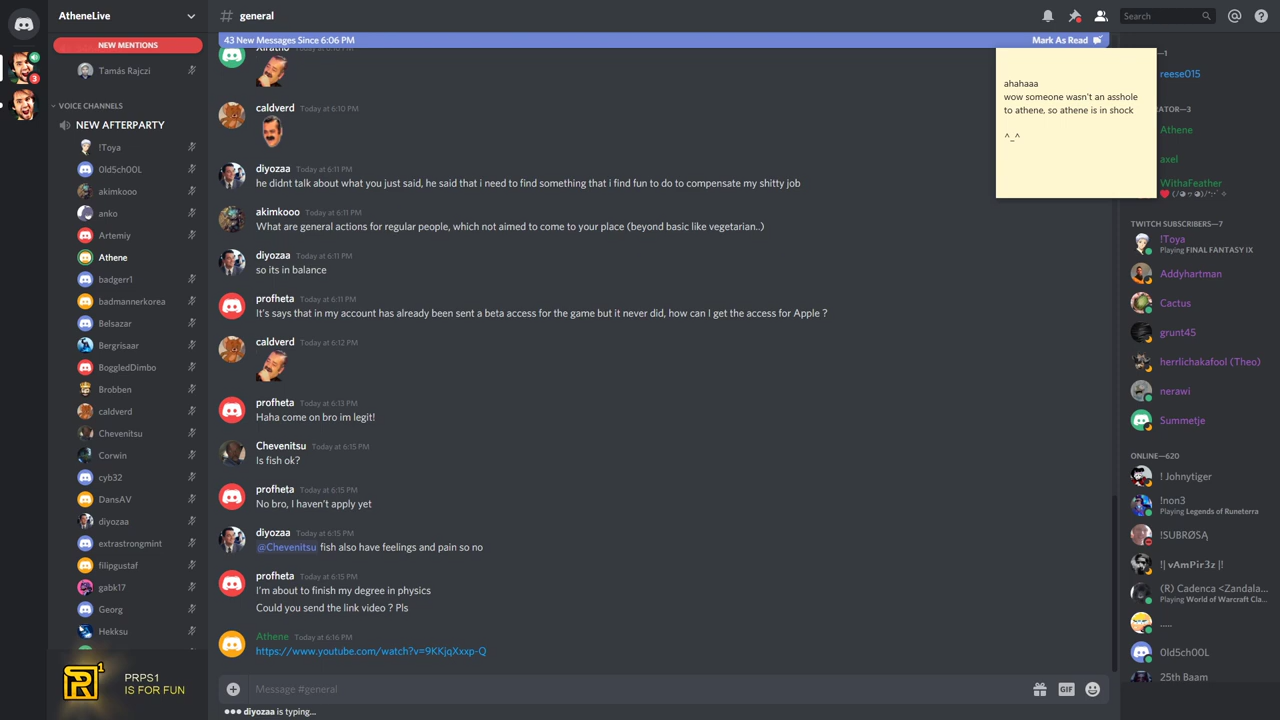 AtheneLive
NEW MENTIONS
3
Tamás Rajczi
VOICE CHANNELS
NEW AFTERPARTY
!Toya
0ld5ch00L
akimkooo
anko
Artemiy
Athene
badgerr1
badmannerkorea
Belsazar
Bergrisaar
BoggledDimbo
Brobben
caldverd
Chevenitsu
Corwin
cyb32
DansAV
diyozaa
extrastrongmint
filipgustaf
gabk17
Georg
Hekksu
R1
PRPS1
IS FOR FUN
# general
Search
43 New Messages Since 6:06 PM
Mark As Read
caldverd Today at 6:10 PM
diyozaa Today at 6:11 PM
he didnt talk about what you just said, he said that i need to find something that i find fun to do to compensate my shitty job
akimkooo Today at 6:11 PM
What are general actions for regular people, which not aimed to come to your place (beyond basic like vegetarian..)
diyozaa Today at 6:11 PM
so its in balance
profheta Today at 6:11 PM
It's says that in my account has already been sent a beta access for the game but it never did, how can I get the access for Apple ?
caldverd Today at 6:12 PM
profheta Today at 6:13 PM
Haha come on bro im legit!
Chevenitsu Today at 6:15 PM
Is fish ok?
profheta Today at 6:15 PM
No bro, I haven't apply yet
diyozaa Today at 6:15 PM
@Chevenitsu fish also have feelings and pain so no
profheta Today at 6:15 PM
I'm about to finish my degree in physics
Could you send the link video ? Pls
Athene Today at 6:16 PM
https://www.youtube.com/watch?v=9KKjqXxxp-Q
Message #general
GIF
diyozaa is typing...
ahahaaa
wow someone wasn't an asshole
to athene, so athene is in shock
^_^
—1
reese015
RATOR—3
Athene
axel
WithaFeather
TWITCH SUBSCRIBERS—7
!Toya
Playing FINAL FANTASY IX
Addyhartman
Cactus
grunt45
herrlichakafool (Theo)
nerawi
Summetje
ONLINE—620
! Johnytiger
!non3
Playing Legends of Runeterra
!SUBRØSĄ
!| vAmPir3z |!
(R) Cadenca <Zandala...
Playing World of Warcraft Cla...
.....
0ld5ch00L
25th Baam